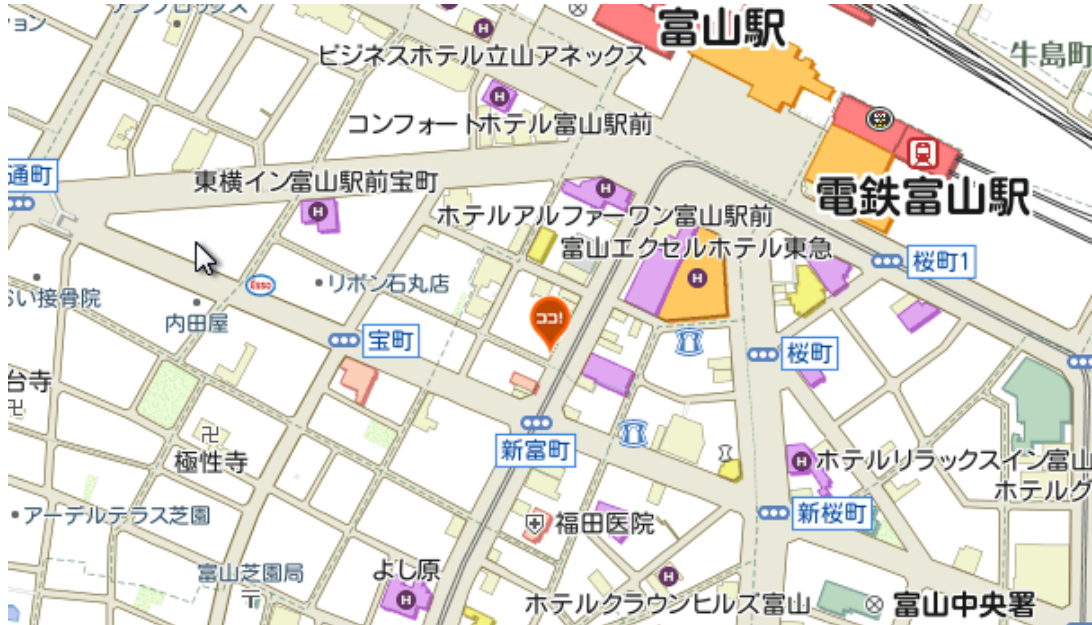 富山駅
牛島町
ビジネスホテル立山アネックス
コンフォートホテル富山駅前
通町
東横イン富山駅前宝町
電鉄富山駅
ホテルアルファーワン富山駅前
富山エクセルホテル東急
桜町1
リボン石丸店
Esso
い接骨院
内田屋
ココ!
宝町
桜町
台寺
新富町
極性寺
ホテルリラックスイン富山
ホテルグ
アーデルテラス芝園
新桜町
福田医院
富山芝園局
よし原
ホテルクラウンヒルズ富山
富山中央署